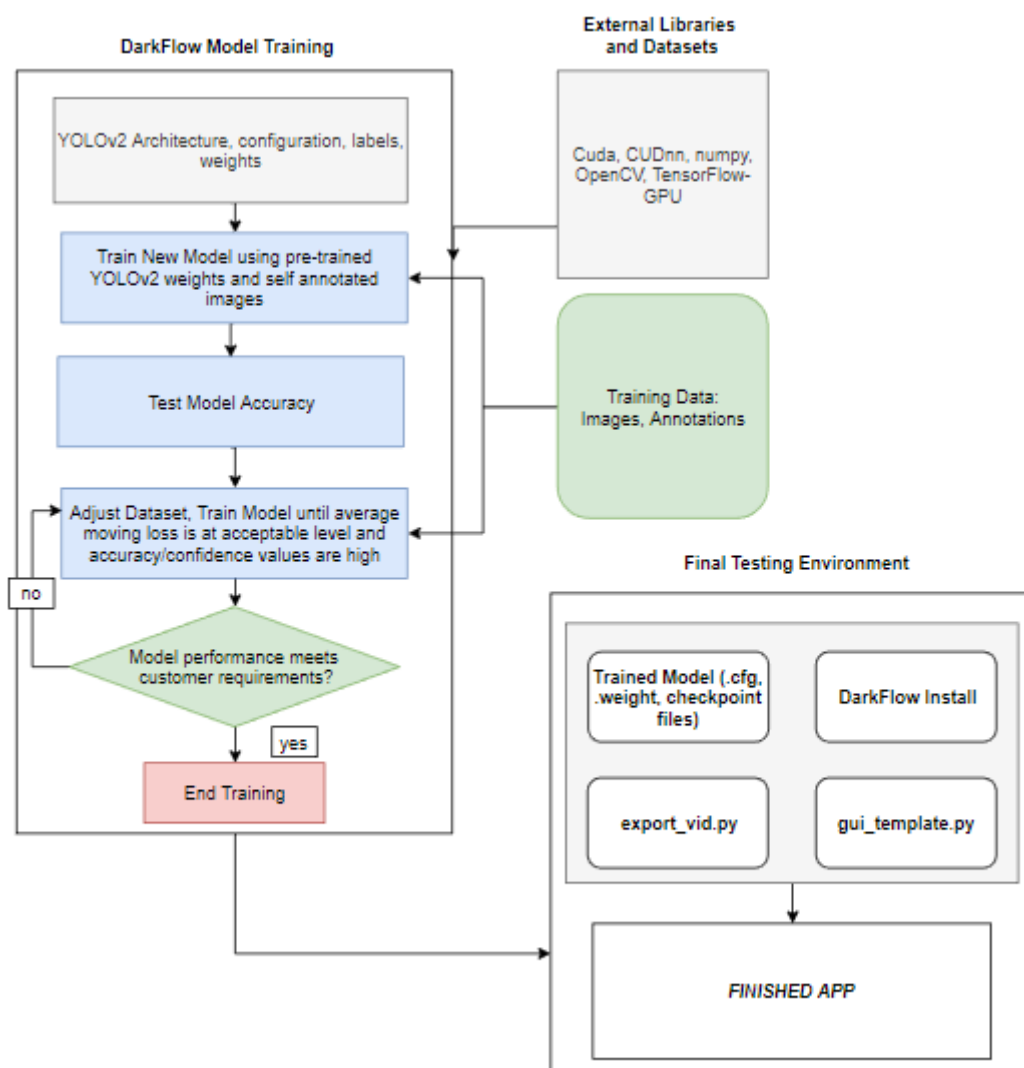 DarkFlow Model Training
YOLOv2 Architecture, configuration, labels,
weights
Train New Model using pre-trained
YOLOv2 weights and self annotated
images
Test Model Accuracy
Adjust Dataset, Train Model until average
moving loss is at acceptable level and
accuracy/confidence values are high
no
Model performance meets
customer requirements?
yes
End Training
External Libraries
and Datasets
Cuda, CUDnn, numpy,
OpenCV, TensorFlow-
GPU
Training Data:
Images, Annotations
Final Testing Environment
Trained Model (.cfg,
.weight, checkpoint
files)
DarkFlow Install
export_vid.py
gui_template.py
FINISHED APP